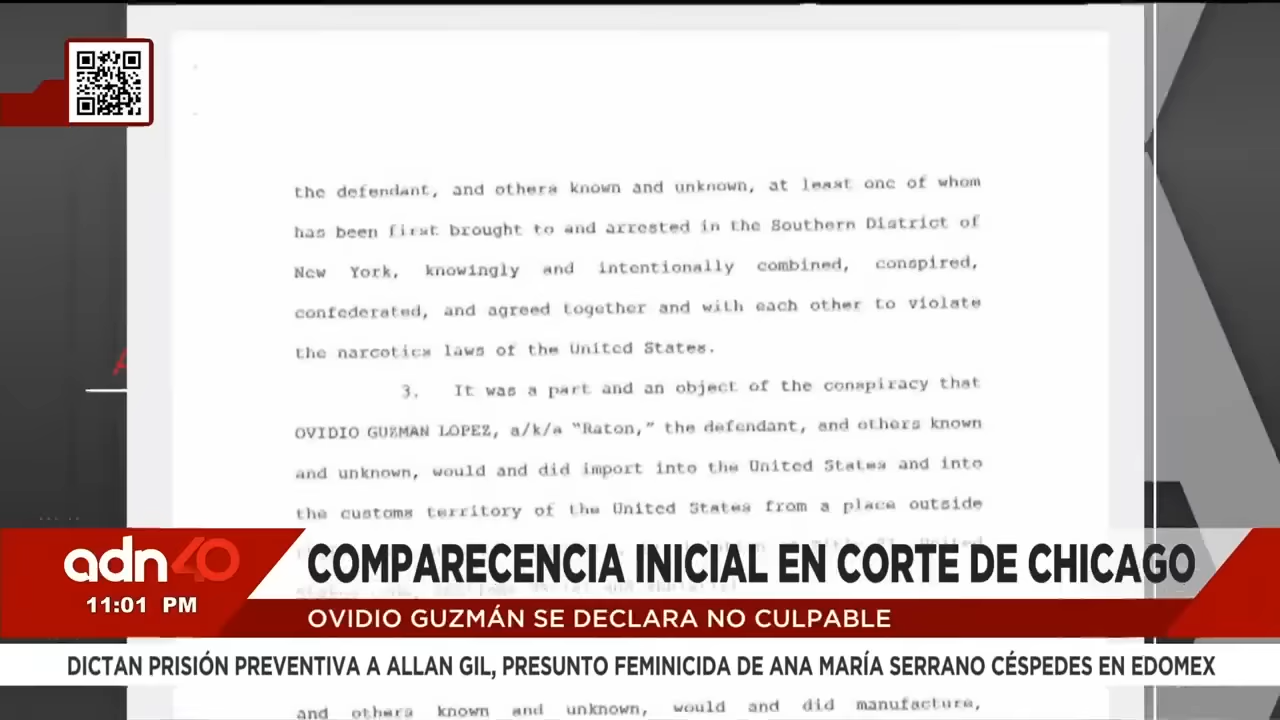 the defendant, and others known and unknown, at least one of whom
has been first brought to and arrested in the Southern District of
New York, knowingly and intentionally combined, conspired,
confederated, and agreed together and with each other to violate
the narcotics laws of the United States.
3. It was a part and an object of the conspiracy that
OVIDIO GUZMAN LOPEZ, a/k/a "Raton," the defendant, and others known
and unknown, would and did import into the United States and into
the customs territory of the United States from a place outside
adn40
11:01 PM
COMPARECENCIA INICIAL EN CORTE DE CHICAGO
OVIDIO GUZMÁN SE DECLARA NO CULPABLE
DICTAN PRISIÓN PREVENTIVA A ALLAN GIL, PRESUNTO FEMINICIDA DE ANA MARÍA SERRANO CÉSPEDES EN EDOMEX
and others known and unknown, would and did manufacture,